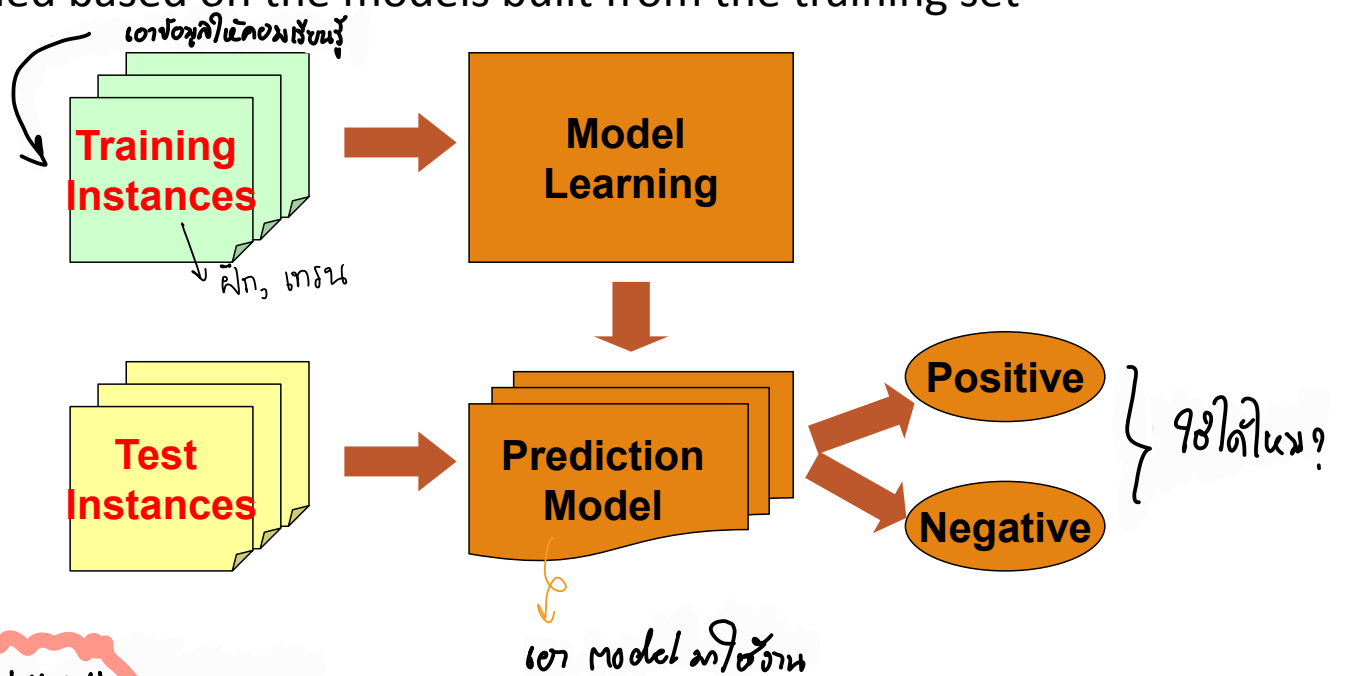 based on the models built from the training set
เอาข้อมูลให้คอมเรียนรู้
Training
Instances
Model
Learning
ฝึก, เทรน
Test
Instances
Prediction
Model
Positive
Negative
ใช้ได้ไหม?
เอา model มาใช้งาน